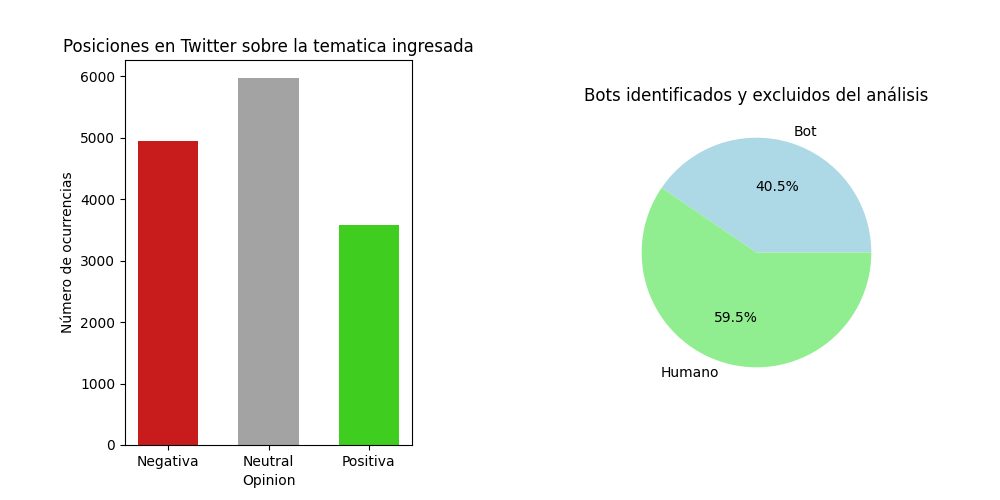 Posiciones en Twitter sobre la tematica ingresada
6000
5000
4000
3000
2000
1000
0
Número de ocurrencias
Negativa
Neutral
Positiva
Opinion
Bots identificados y excluidos del análisis
Bot
40.5%
59.5%
Humano